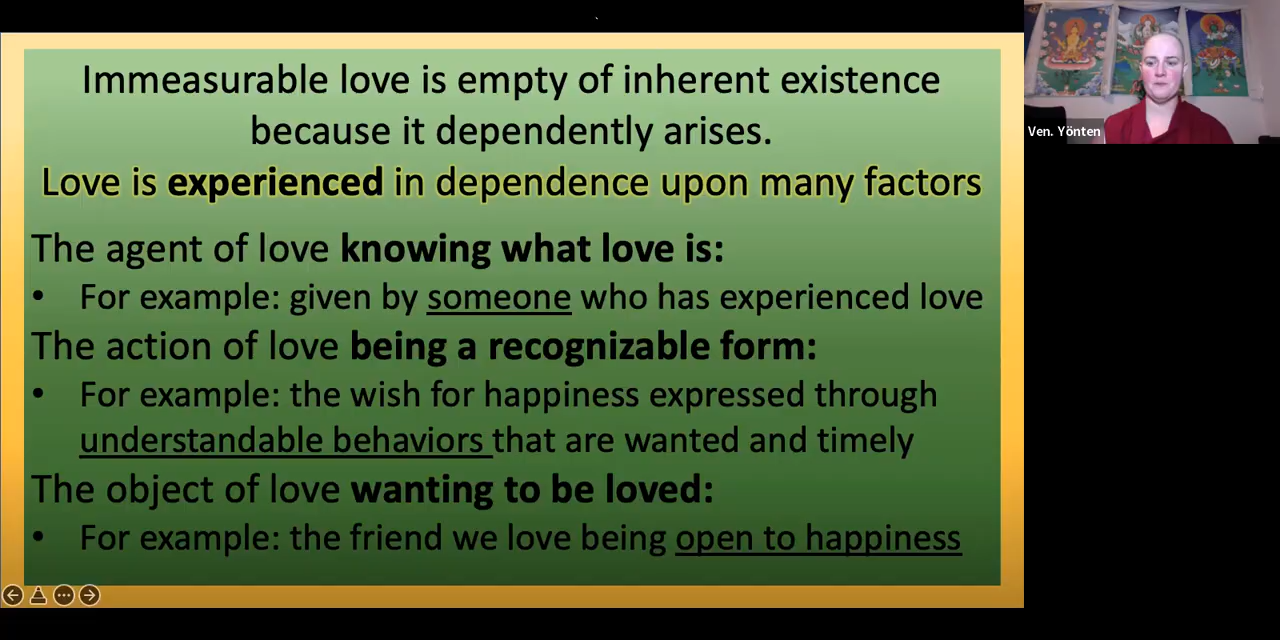 Immeasurable love is empty of inherent existence
because it dependently arises.
Love is experienced in dependence upon many factors
The agent of love knowing what love is:
• For example: given by someone who has experienced love
The action of love being a recognizable form:
• For example: the wish for happiness expressed through
understandable behaviors that are wanted and timely
The object of love wanting to be loved:
• For example: the friend we love being open to happiness
Ven. Yönten